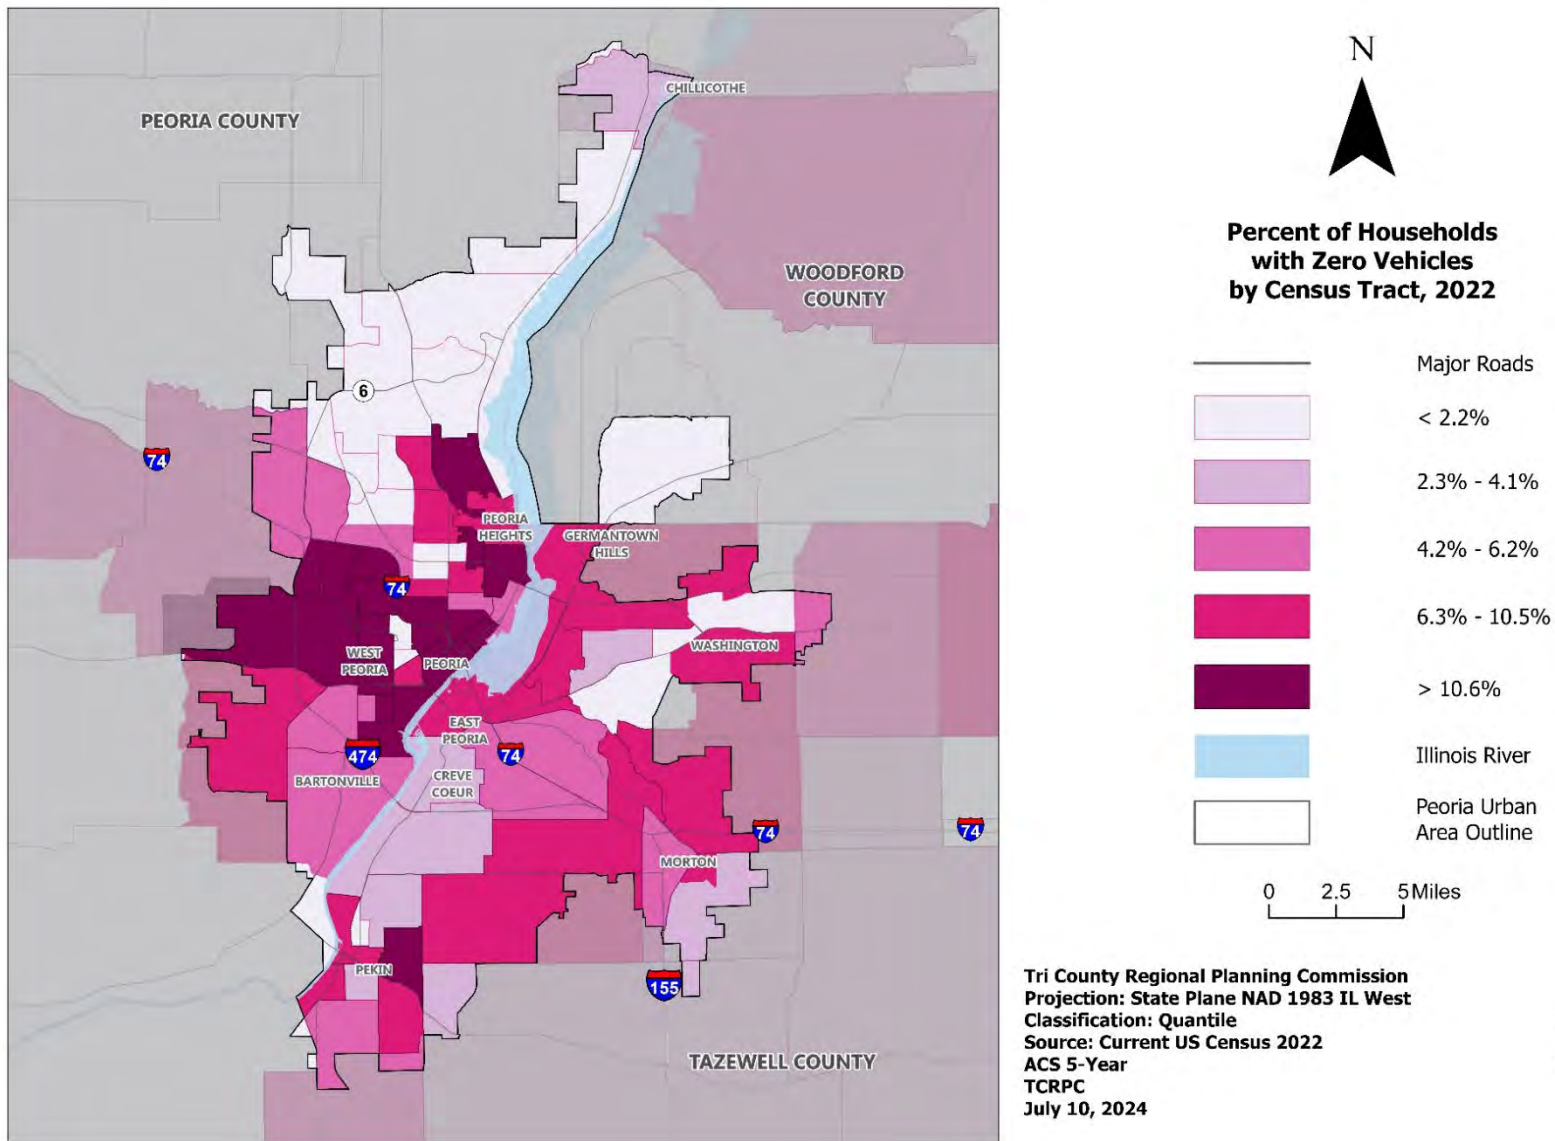 CHILLICOTHE
PEORIA COUNTY
WOODFORD
COUNTY
6
74
PEORIA
HEIGHTS
GERMANTOWN
HILLS
74
WEST
PEORIA
PEORIA
WASHINGTON
EAST
PEORIA
474
74
BARTONVILLE
CREVE
COEUR
74
74
MORTON
PEKIN
155
TAZEWELL COUNTY
N
Percent of Households
with Zero Vehicles
by Census Tract, 2022
Major Roads
< 2.2%
2.3% - 4.1%
4.2% - 6.2%
6.3% - 10.5%
> 10.6%
Illinois River
Peoria Urban
Area Outline
0 2.5 5 Miles
Tri County Regional Planning Commission
Projection: State Plane NAD 1983 IL West
Classification: Quantile
Source: Current US Census 2022
ACS 5-Year
TCRPC
July 10, 2024